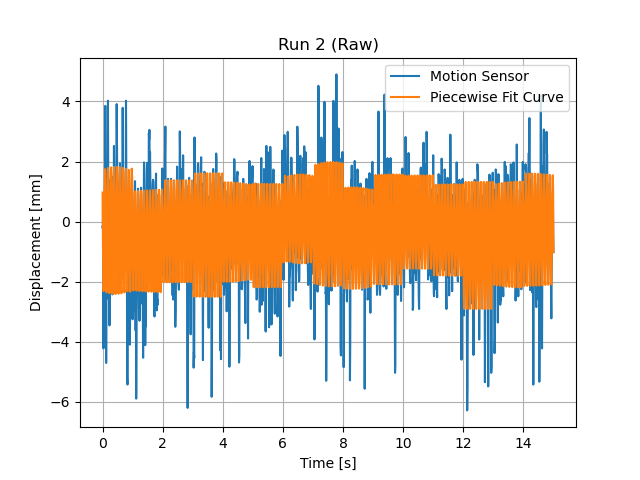 Run 2 (Raw)
Motion Sensor
Piecewise Fit Curve
Displacement [mm]
4
2
0
−2
−4
−6
0 2 4 6 8 10 12 14
Time [s]